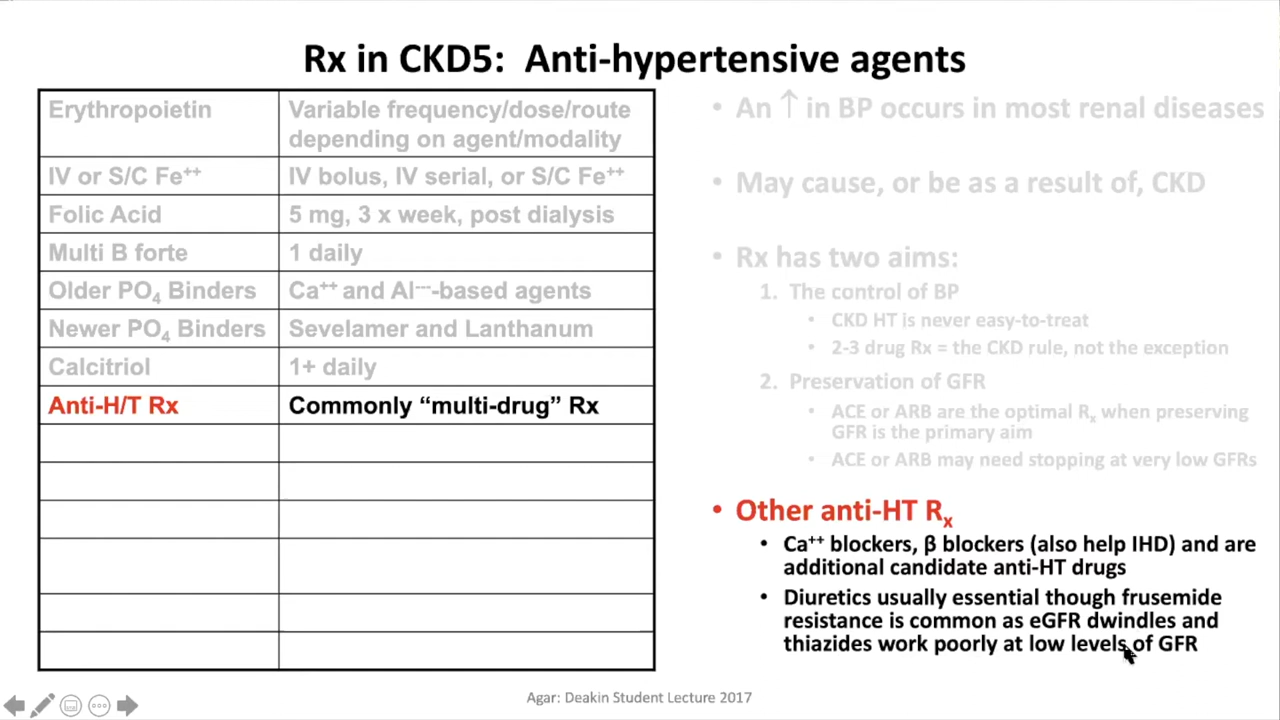 Rx in CKD5:  Anti-hypertensive agents
Erythropoietin
Variable frequency/dose/route
depending on agent/modality
IV or S/C Fe⁺⁺
IV bolus, IV serial, or S/C Fe⁺⁺
Folic Acid
5 mg, 3 x week, post dialysis
Multi B forte
1 daily
Older PO₄ Binders
Ca⁺⁺ and Al⁻⁻⁻-based agents
Newer PO₄ Binders
Sevelamer and Lanthanum
Calcitriol
1+ daily
Anti-H/T Rx
Commonly “multi-drug” Rx
• An ↑ in BP occurs in most renal diseases
• May cause, or be as a result of, CKD
• Rx has two aims:
1. The control of BP
• CKD HT is never easy-to-treat
• 2-3 drug Rx = the CKD rule, not the exception
2. Preservation of GFR
• ACE or ARB are the optimal Rₓ when preserving
GFR is the primary aim
• ACE or ARB may need stopping at very low GFRs
• Other anti-HT Rₓ
• Ca⁺⁺ blockers, β blockers (also help IHD) and are
additional candidate anti-HT drugs
• Diuretics usually essential though frusemide
resistance is common as eGFR dwindles and
thiazides work poorly at low levels of GFR
Agar: Deakin Student Lecture 2017